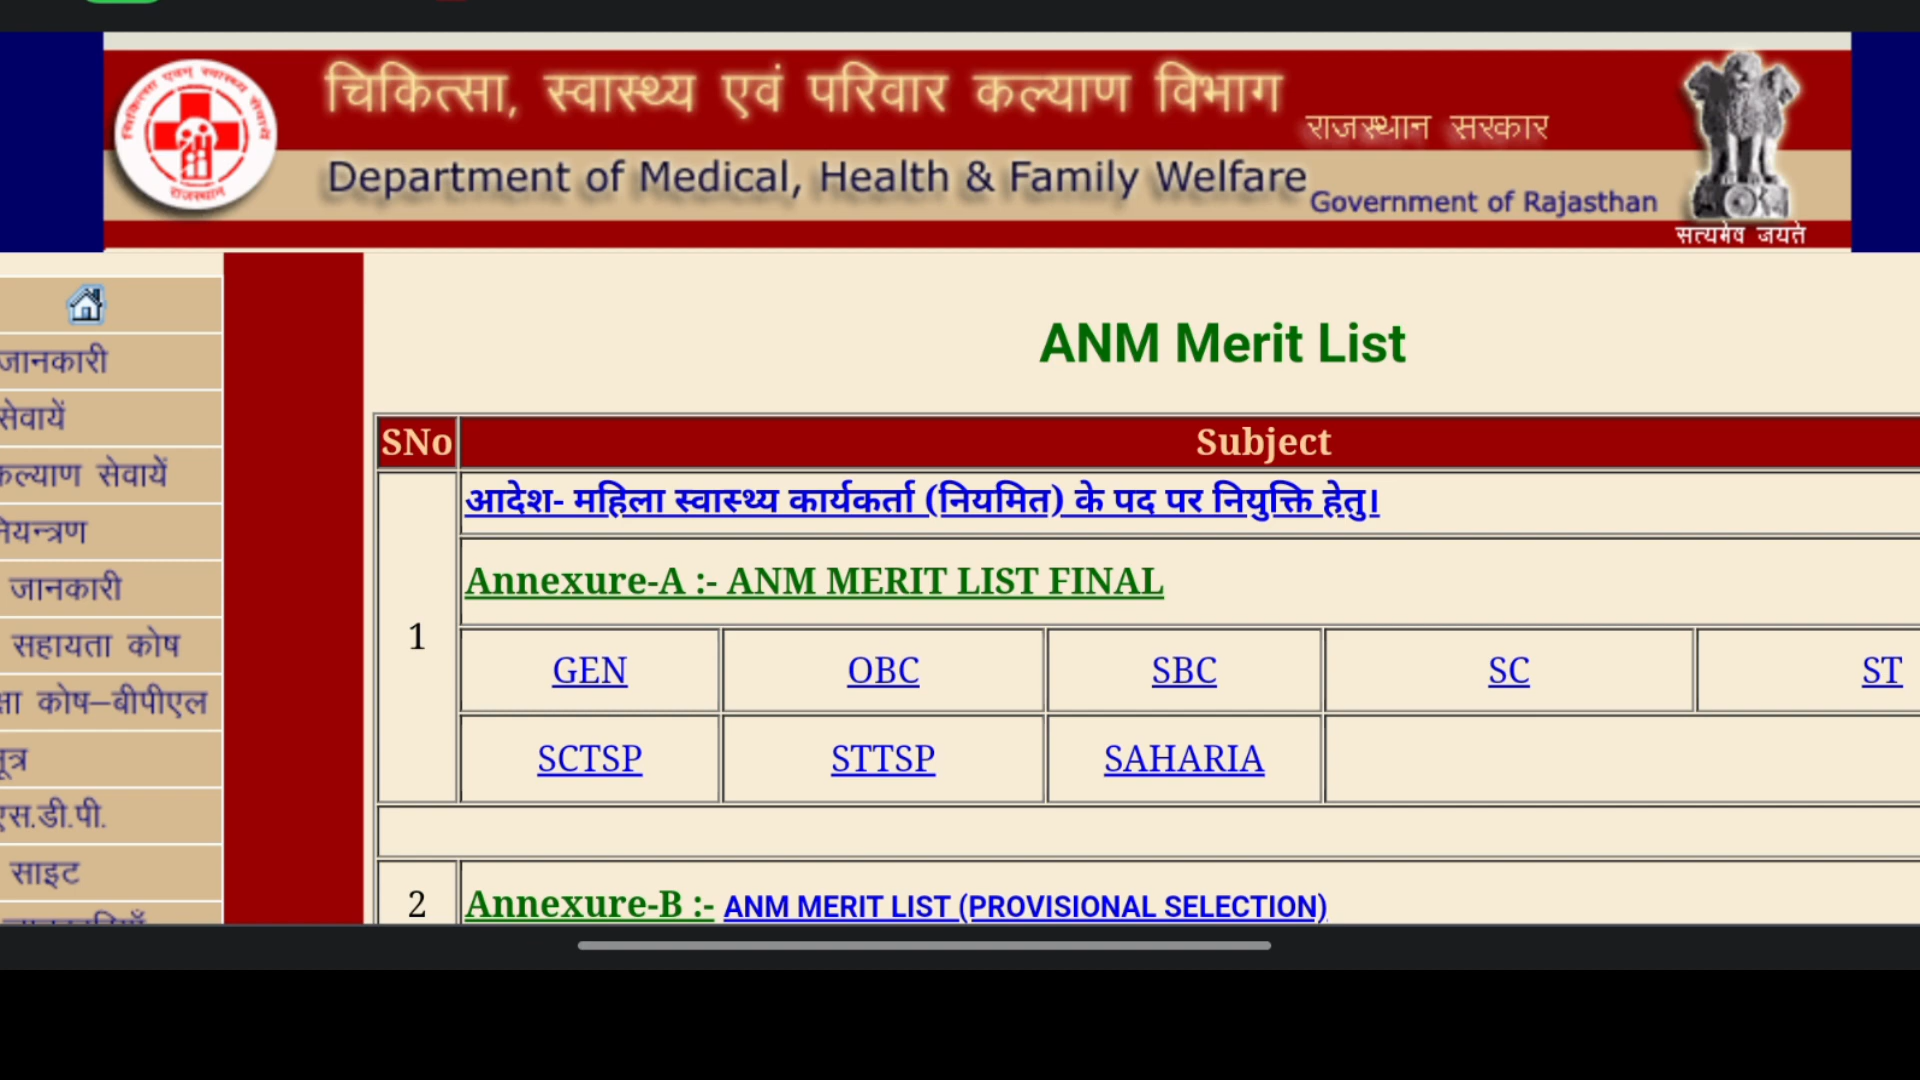 चिकित्सा, स्वास्थ्य एवं परिवार कल्याण विभाग
राजस्थान सरकार
Department of Medical, Health & Family Welfare
Government of Rajasthan
सत्यमेव जयते
चिकित्सा एवम् स्वास्थ्य सेवायें
राजस्थान
जानकारी
सेवायें
कल्याण सेवायें
नियन्त्रण
जानकारी
सहायता कोष
कोष–बीपीएल
साइट
ANM Merit List
SNo Subject
1
आदेश- महिला स्वास्थ्य कार्यकर्ता (नियमित) के पद पर नियुक्ति हेतु।
Annexure-A :- ANM MERIT LIST FINAL
GEN OBC SBC SC ST
SCTSP STTSP SAHARIA
2 Annexure-B :- ANM MERIT LIST (PROVISIONAL SELECTION)